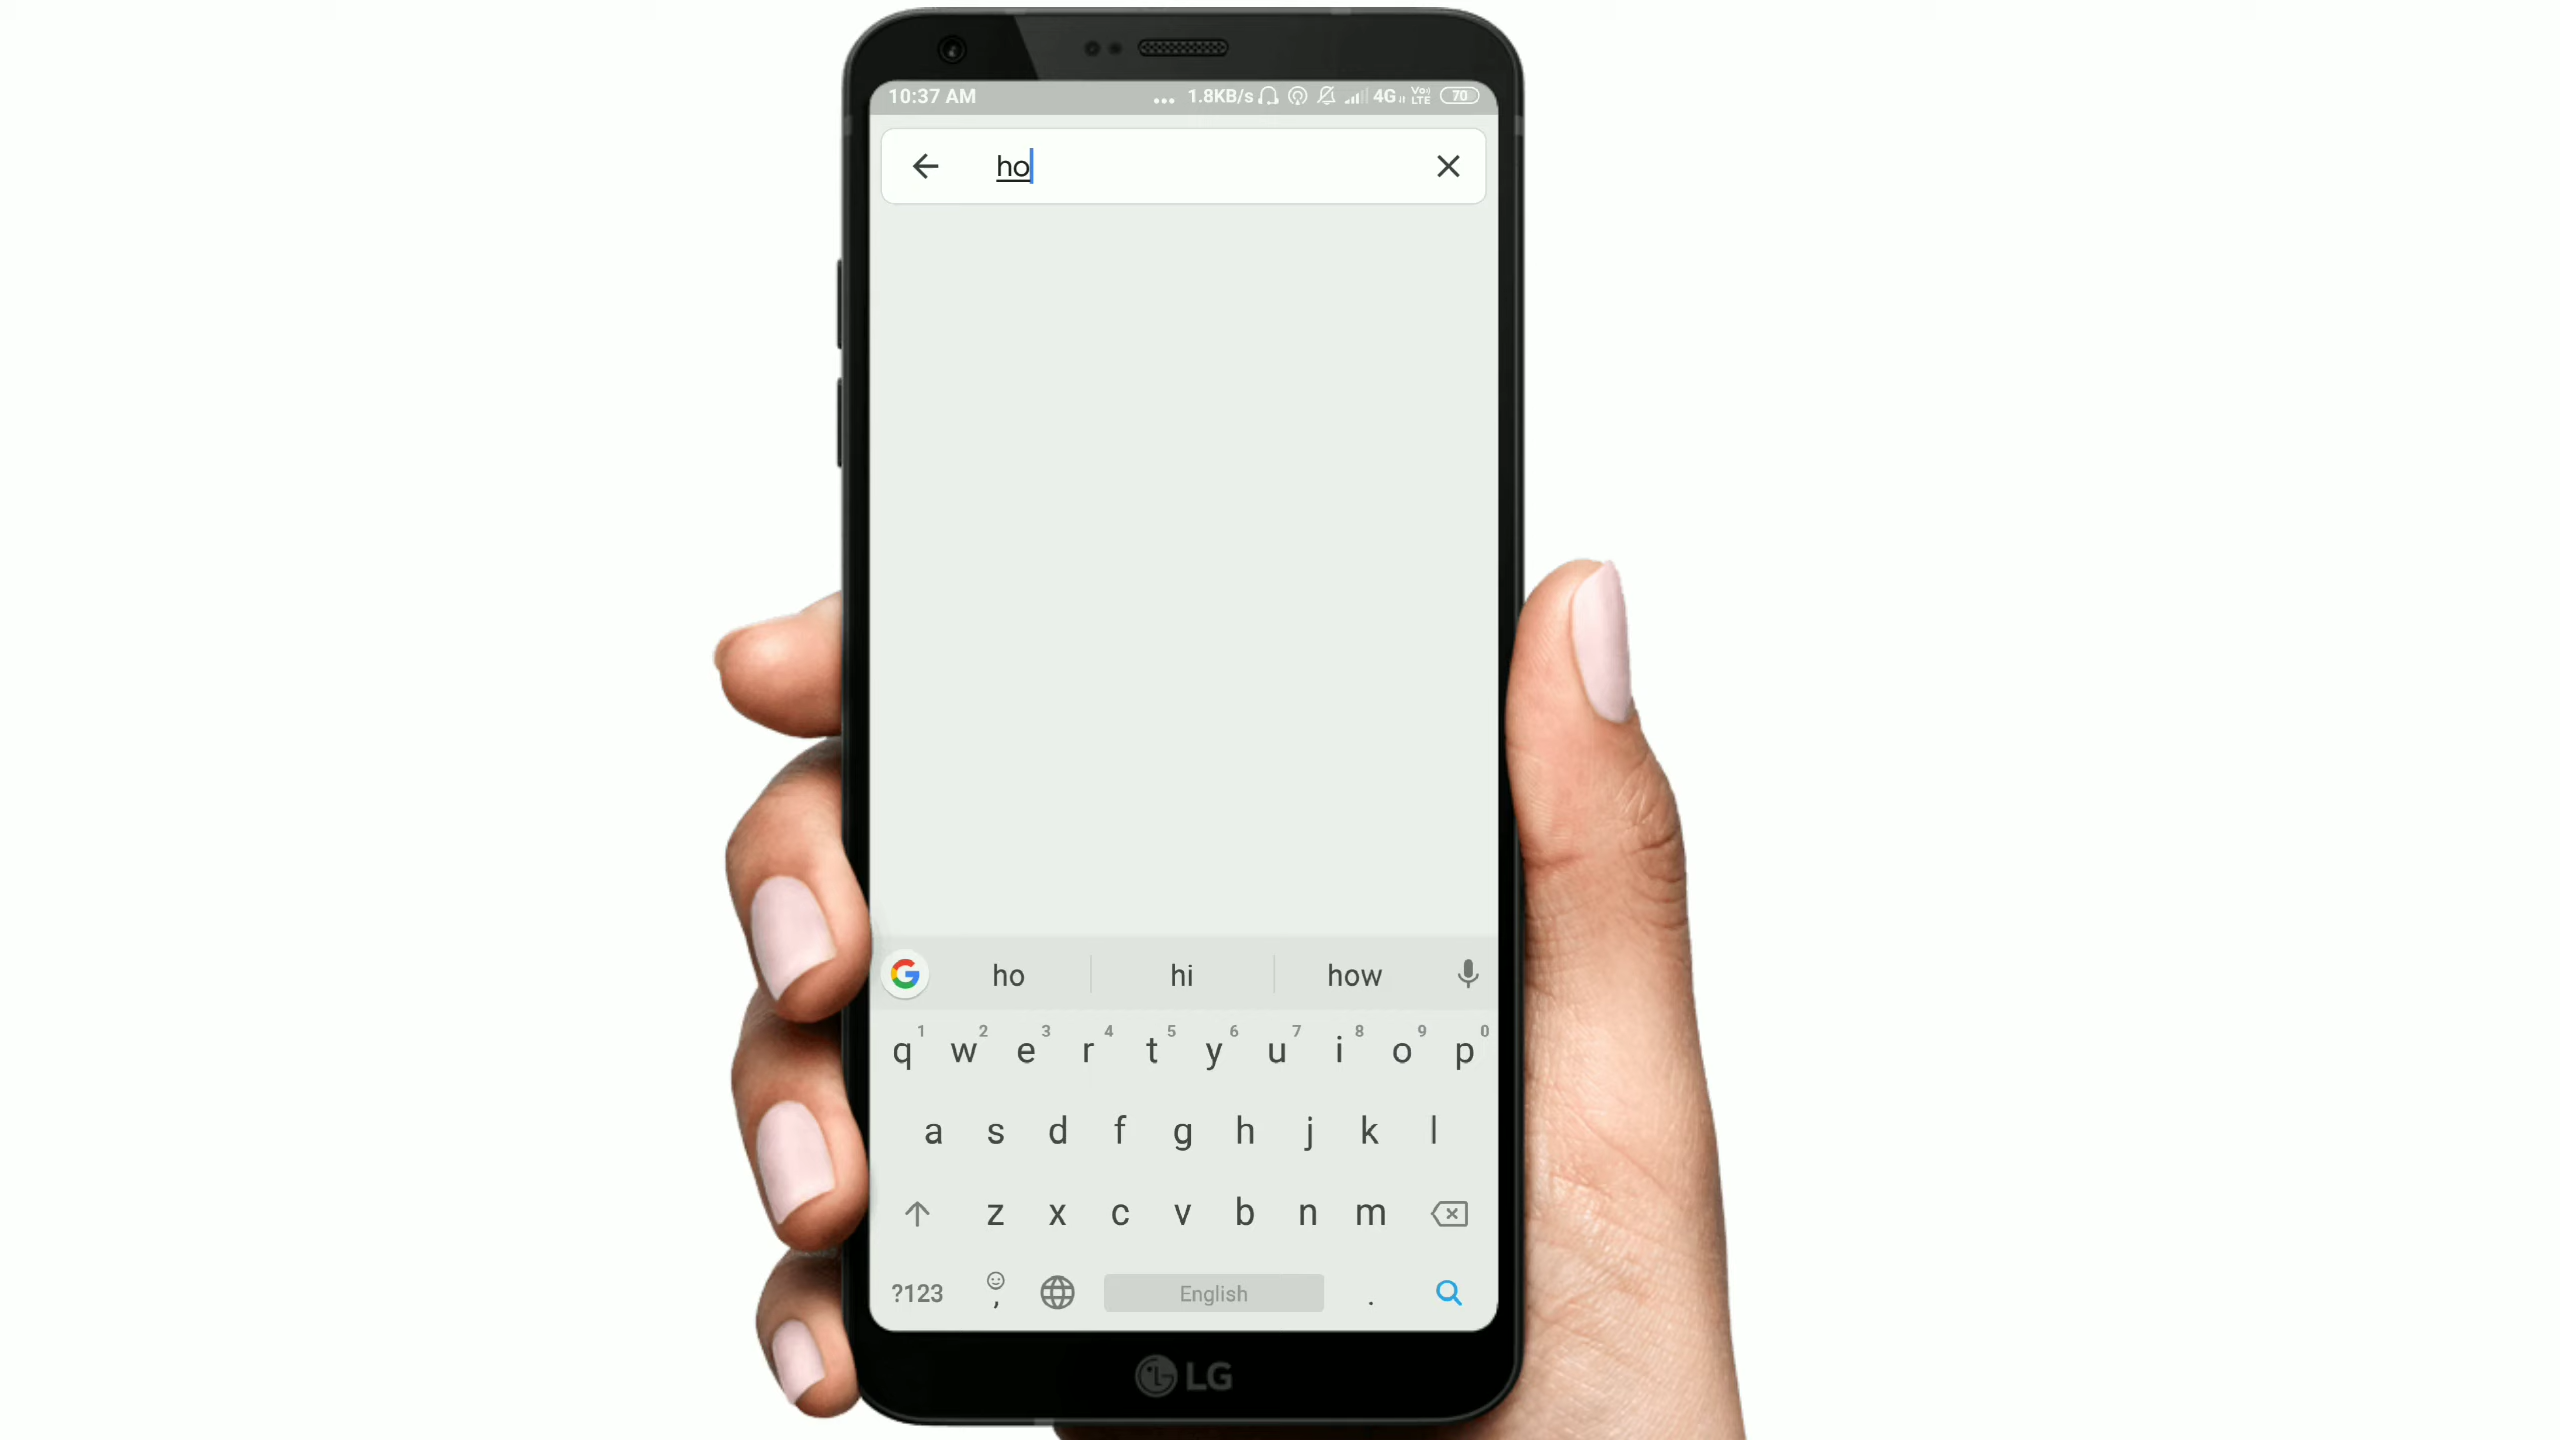 10:37 AM ... 1.8KB/s 4G Vo LTE 70
ho
ho hi how
1 2 3 4 5 6 7 8 9 0
q w e r t y u i o p
a s d f g h j k l
z x c v b n m
?123 , English .
LG